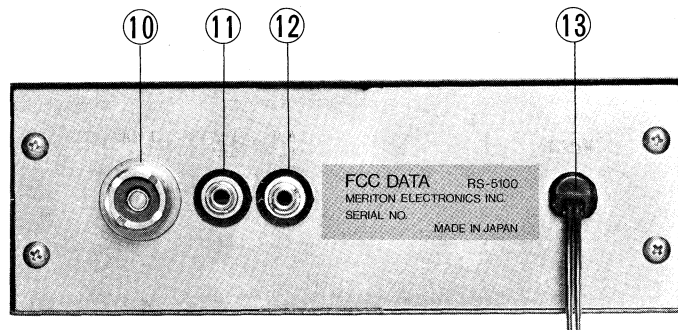 ⑩ ⑪ ⑫ ⑬
FCC DATA RS-5100
MERITON ELECTRONICS INC.
SERIAL NO.
MADE IN JAPAN